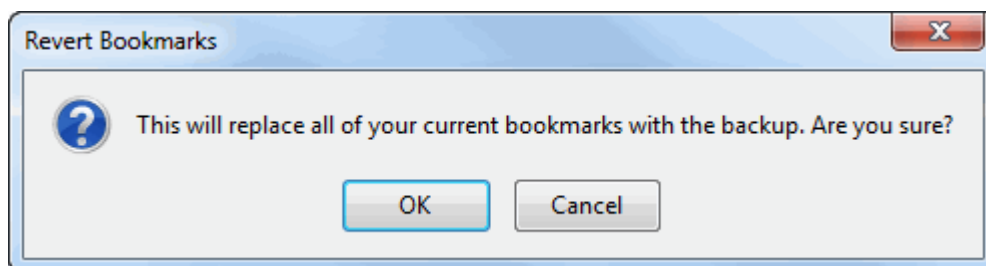 Revert Bookmarks
This will replace all of your current bookmarks with the backup. Are you sure?
OK
Cancel